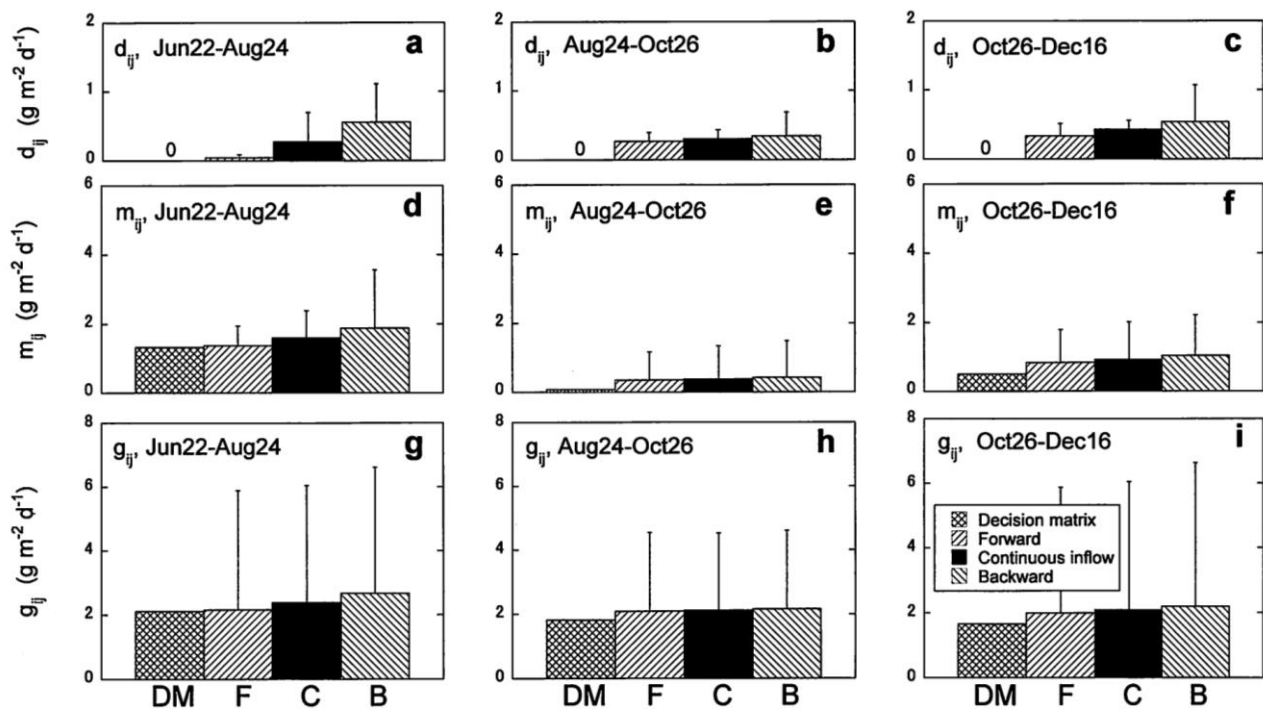 2
d_ij, Jun22-Aug24
a
1
0
0
2
d_ij, Aug24-Oct26
b
1
0
0
2
d_ij, Oct26-Dec16
c
1
0
0
d_ij (g m⁻² d⁻¹)
6
m_ij, Jun22-Aug24
d
4
2
0
6
m_ij, Aug24-Oct26
e
4
2
0
6
m_ij, Oct26-Dec16
f
4
2
0
m_ij (g m⁻² d⁻¹)
8
g_ij, Jun22-Aug24
g
6
4
2
0
8
g_ij, Aug24-Oct26
h
6
4
2
0
8
g_ij, Oct26-Dec16
i
6
4
2
0
g_ij (g m⁻² d⁻¹)
Decision matrix
Forward
Continuous inflow
Backward
DM F C B
DM F C B
DM F C B